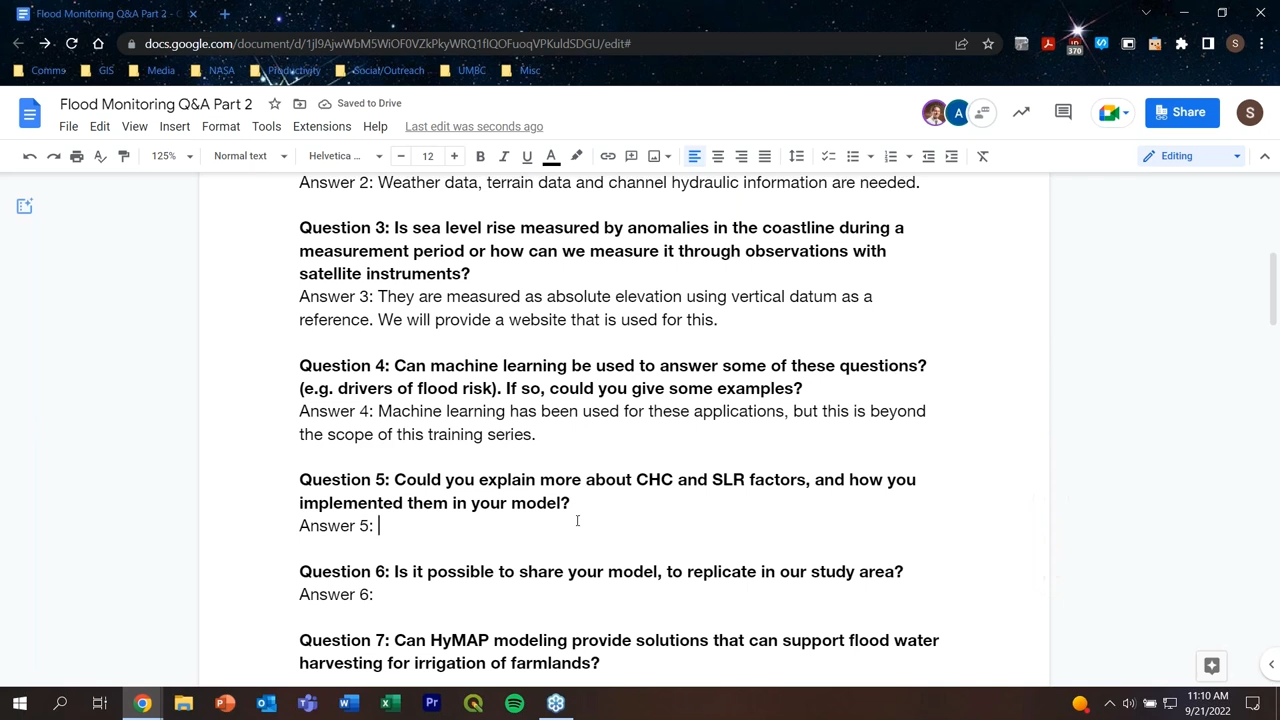 Flood Monitoring Q&A Part 2 - G
docs.google.com/document/d/1jl9AjwWbM5WiOF0VZkPkyWRQ1fIQOFuoqVPKuldSDGU/edit#
370
S
Comms GIS Media NASA Productivity Social/Outreach UMBC Misc
Flood Monitoring Q&A Part 2
Saved to Drive
A
Share
S
File Edit View Insert Format Tools Extensions Help Last edit was seconds ago
125% Normal text Helvetica ... 12 B I U A Editing
Answer 2: Weather data, terrain data and channel hydraulic information are needed.
Question 3: Is sea level rise measured by anomalies in the coastline during a
measurement period or how can we measure it through observations with
satellite instruments?
Answer 3: They are measured as absolute elevation using vertical datum as a
reference. We will provide a website that is used for this.
Question 4: Can machine learning be used to answer some of these questions?
(e.g. drivers of flood risk). If so, could you give some examples?
Answer 4: Machine learning has been used for these applications, but this is beyond
the scope of this training series.
Question 5: Could you explain more about CHC and SLR factors, and how you
implemented them in your model?
Answer 5:
Question 6: Is it possible to share your model, to replicate in our study area?
Answer 6:
Question 7: Can HyMAP modeling provide solutions that can support flood water
harvesting for irrigation of farmlands?
11:10 AM
9/21/2022